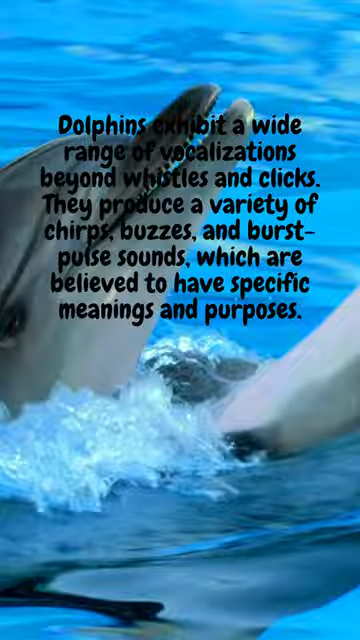 Dolphins exhibit a wide
range of vocalizations
beyond whistles and clicks.
They produce a variety of
chirps, buzzes, and burst-
pulse sounds, which are
believed to have specific
meanings and purposes.